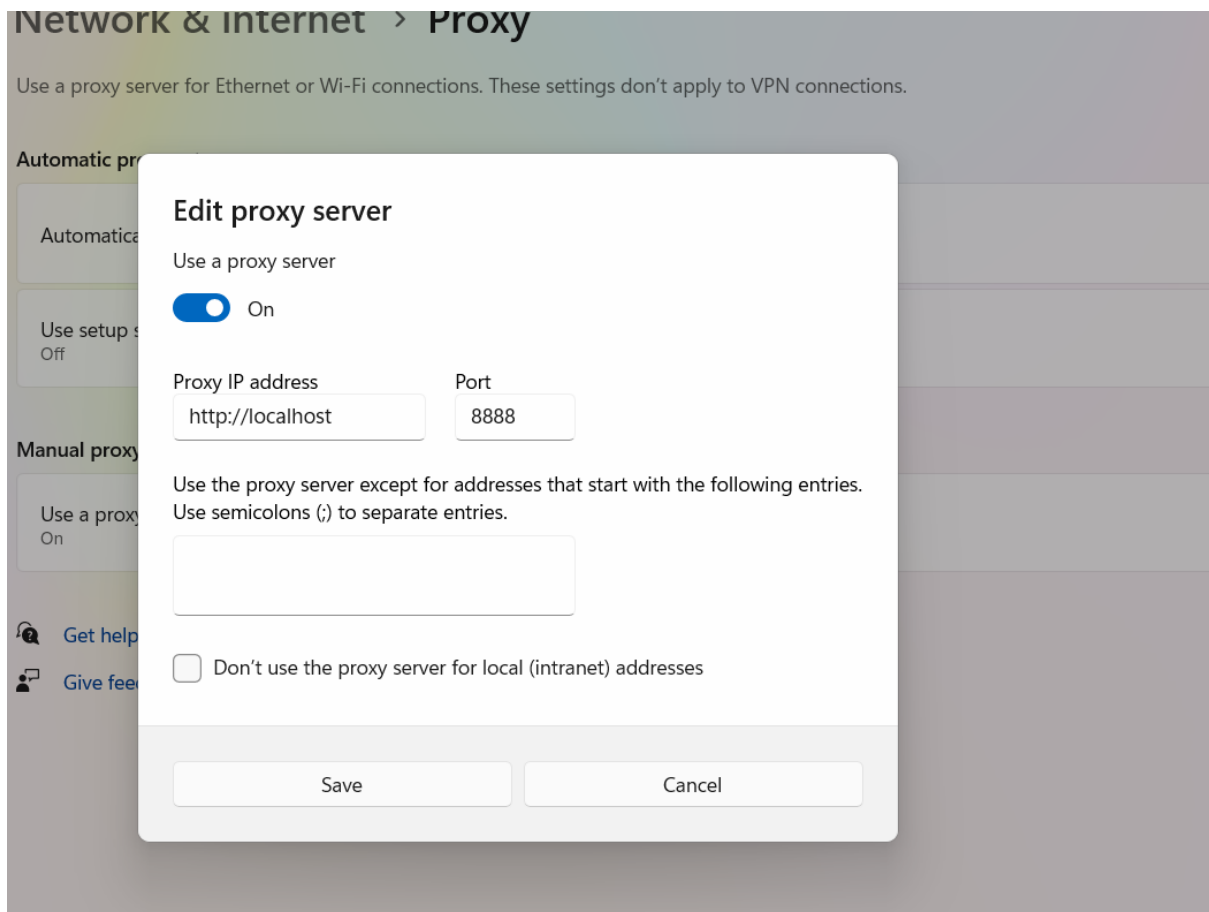 Network & internet > Proxy
Use a proxy server for Ethernet or Wi-Fi connections. These settings don't apply to VPN connections.
Automatic
Edit proxy server
Use a proxy server
On
Use setup
Off
Proxy IP address Port
http://localhost 8888
Manual proxy
Use the proxy server except for addresses that start with the following entries.
Use semicolons (;) to separate entries.
Use a proxy
On
Get help
Give
Don't use the proxy server for local (intranet) addresses
Save Cancel